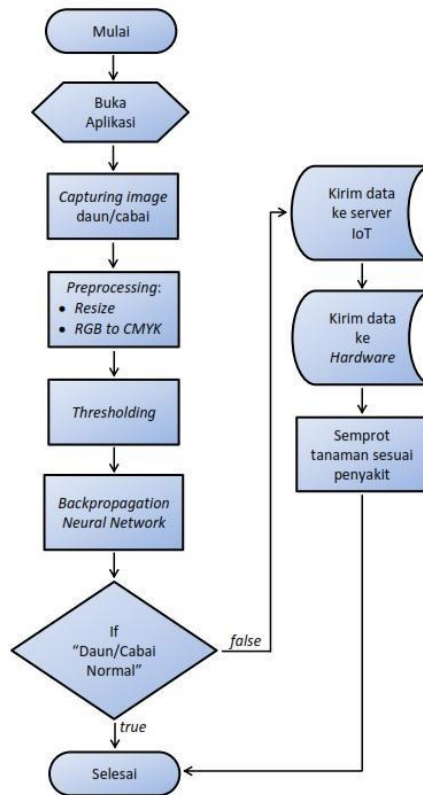 Mulai
Buka
Aplikasi
Capturing image
daun/cabai
Preprocessing:
• Resize
• RGB to CMYK
Thresholding
Backpropagation
Neural Network
If
“Daun/Cabai
Normal”
false
true
Selesai
Kirim data
ke server
IoT
Kirim data
ke
Hardware
Semprot
tanaman sesuai
penyakit